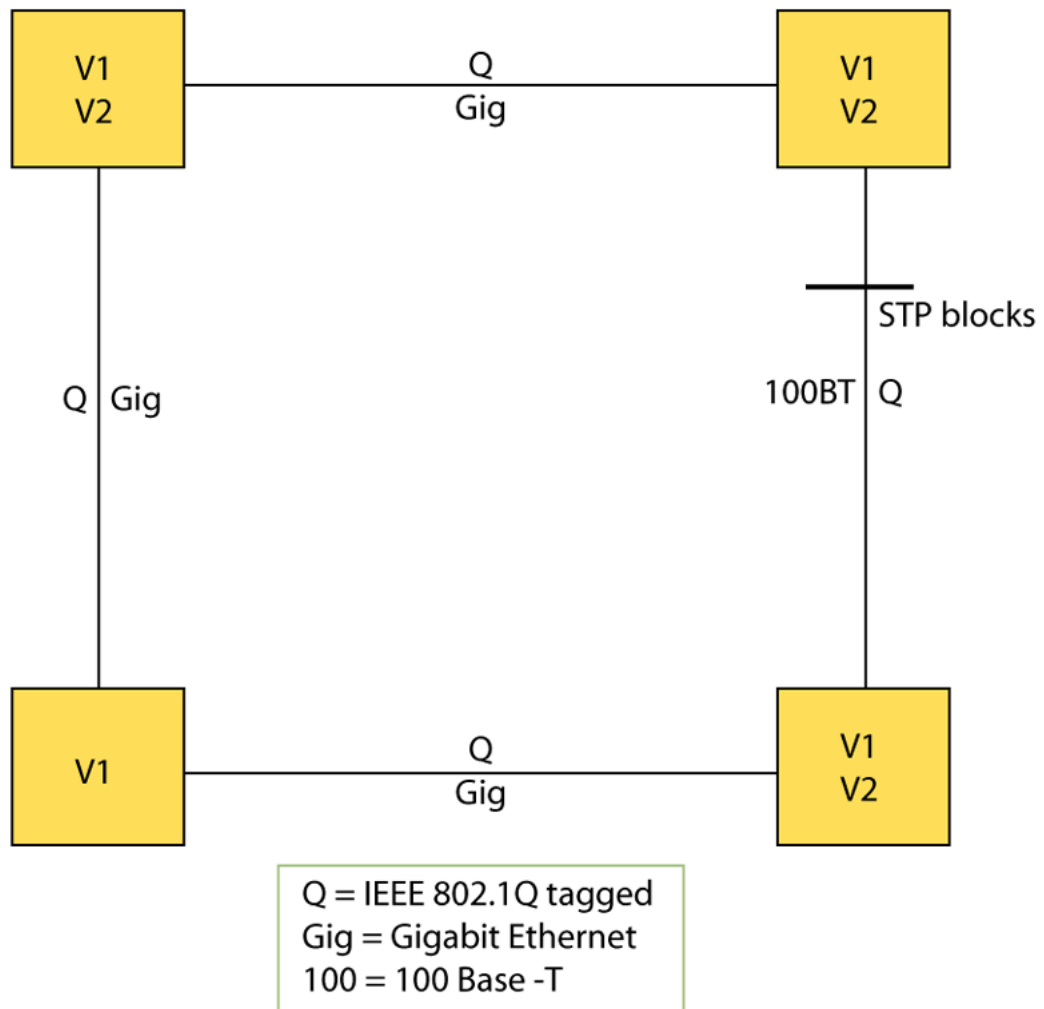 V1
V2
Q
Gig
V1
V2
STP blocks
Q Gig
100BT Q
V1
Q
Gig
V1
V2
Q = IEEE 802.1Q tagged
Gig = Gigabit Ethernet
100 = 100 Base -T